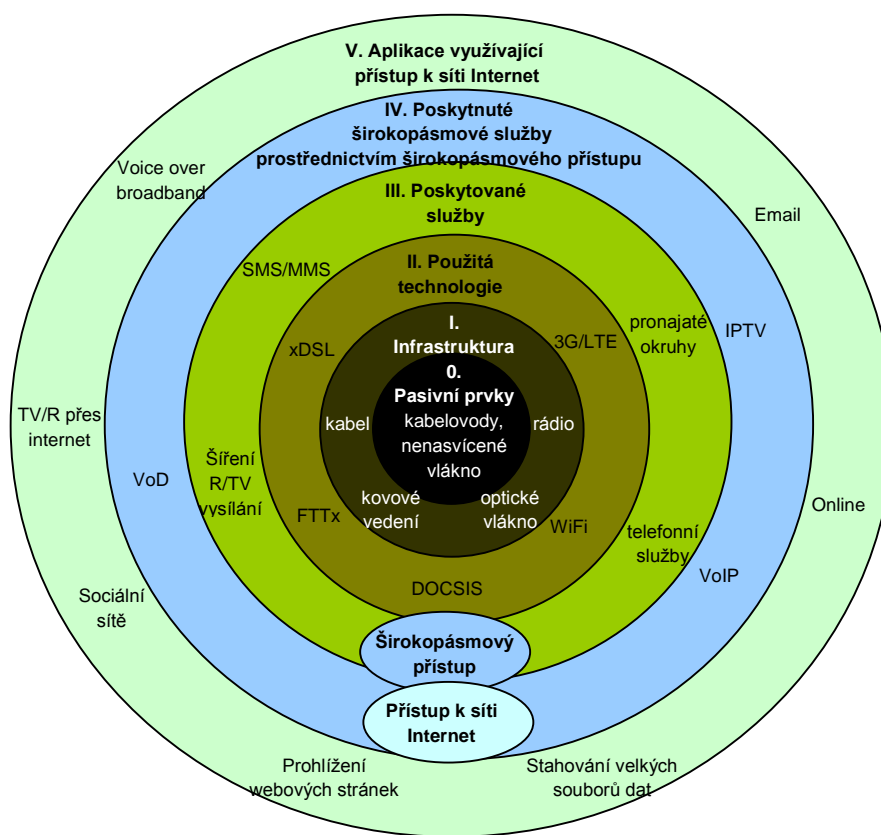 V. Aplikace využívající
přístup k síti Internet
IV. Poskytnuté
širokopásmové služby
prostřednictvím širokopásmového přístupu
Voice over
broadband
III. Poskytované
služby
Email
SMS/MMS
II. Použitá
technologie
pronajaté
okruhy
IPTV
xDSL
3G/LTE
I.
Infrastruktura
0.
Pasivní prvky
kabelovody,
nenasvícené
vlákno
kabel
rádio
TV/R přes
internet
VoD
Šíření
R/TV
vysílání
kovové
vedení
optické
vlákno
Online
FTTx
WiFi
telefonní
služby
VoIP
DOCSIS
Sociální
sítě
Širokopásmový
přístup
Přístup k síti
Internet
Prohlížení
webových stránek
Stahování velkých
souborů dat